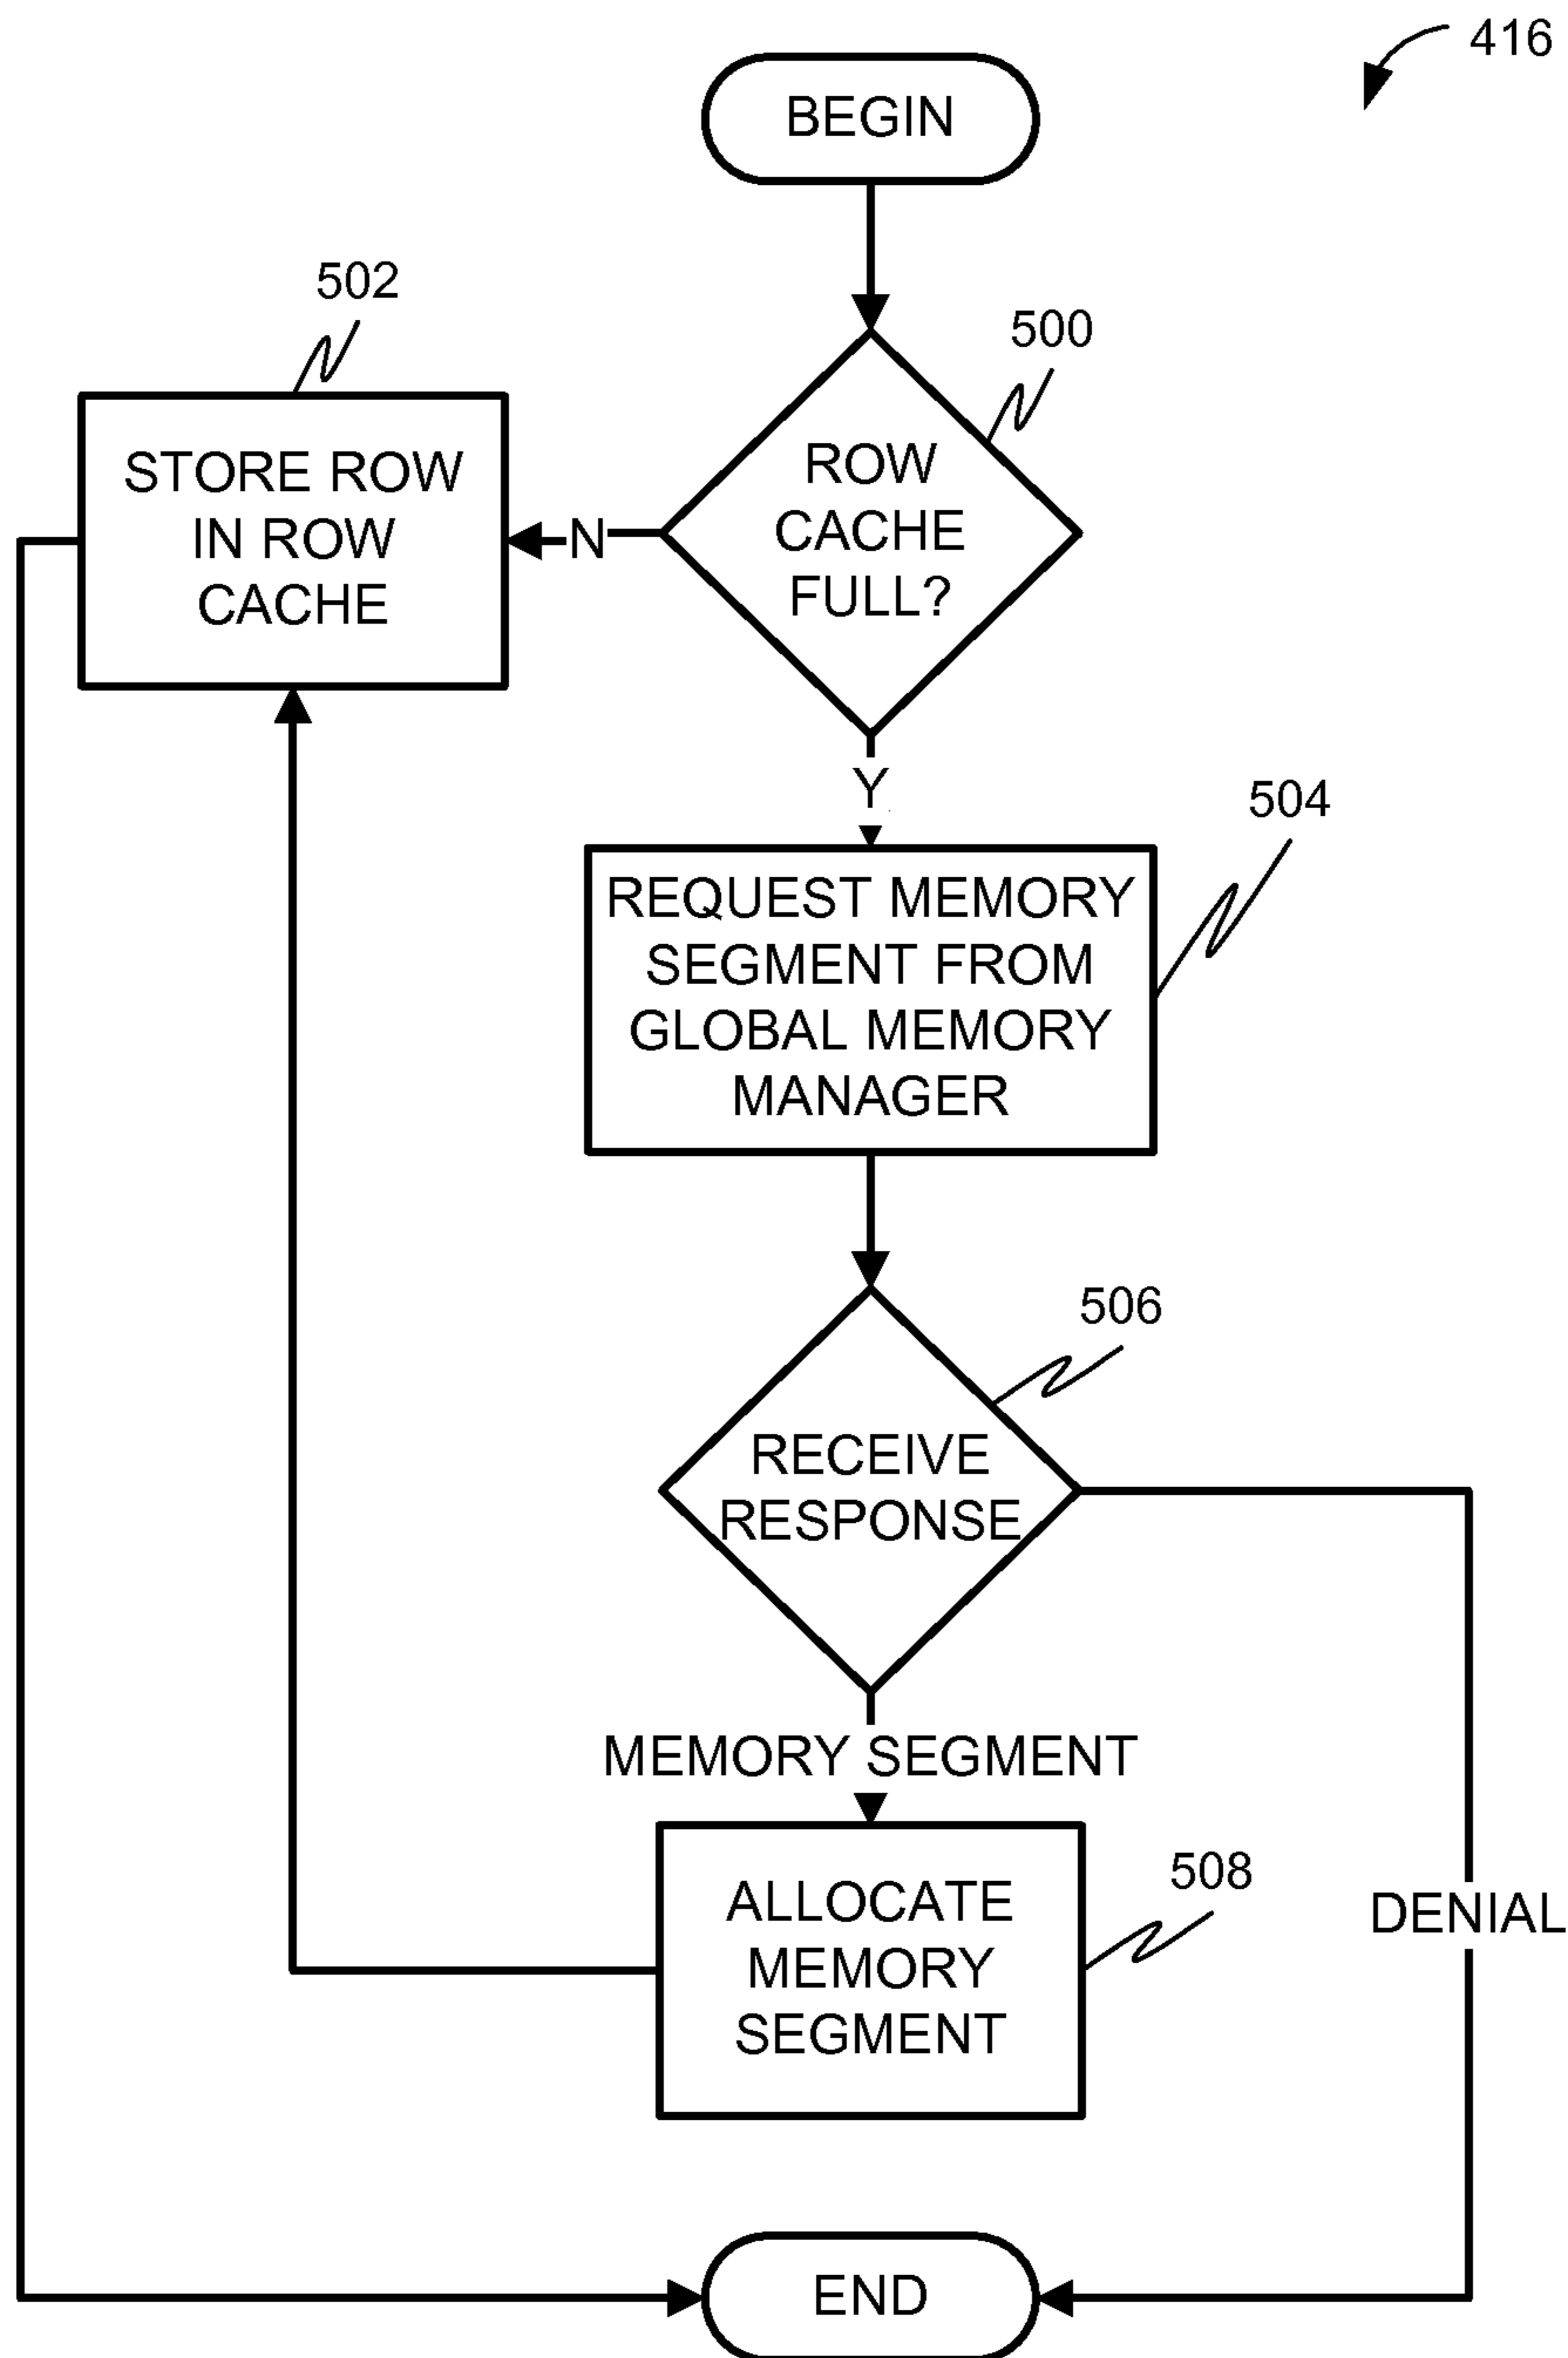 416
BEGIN
502
500
STORE ROW
IN ROW
CACHE
ROW
CACHE
FULL?
N
Y
504
REQUEST MEMORY
SEGMENT FROM
GLOBAL MEMORY
MANAGER
506
RECEIVE
RESPONSE
MEMORY SEGMENT
508
ALLOCATE
MEMORY
SEGMENT
DENIAL
END